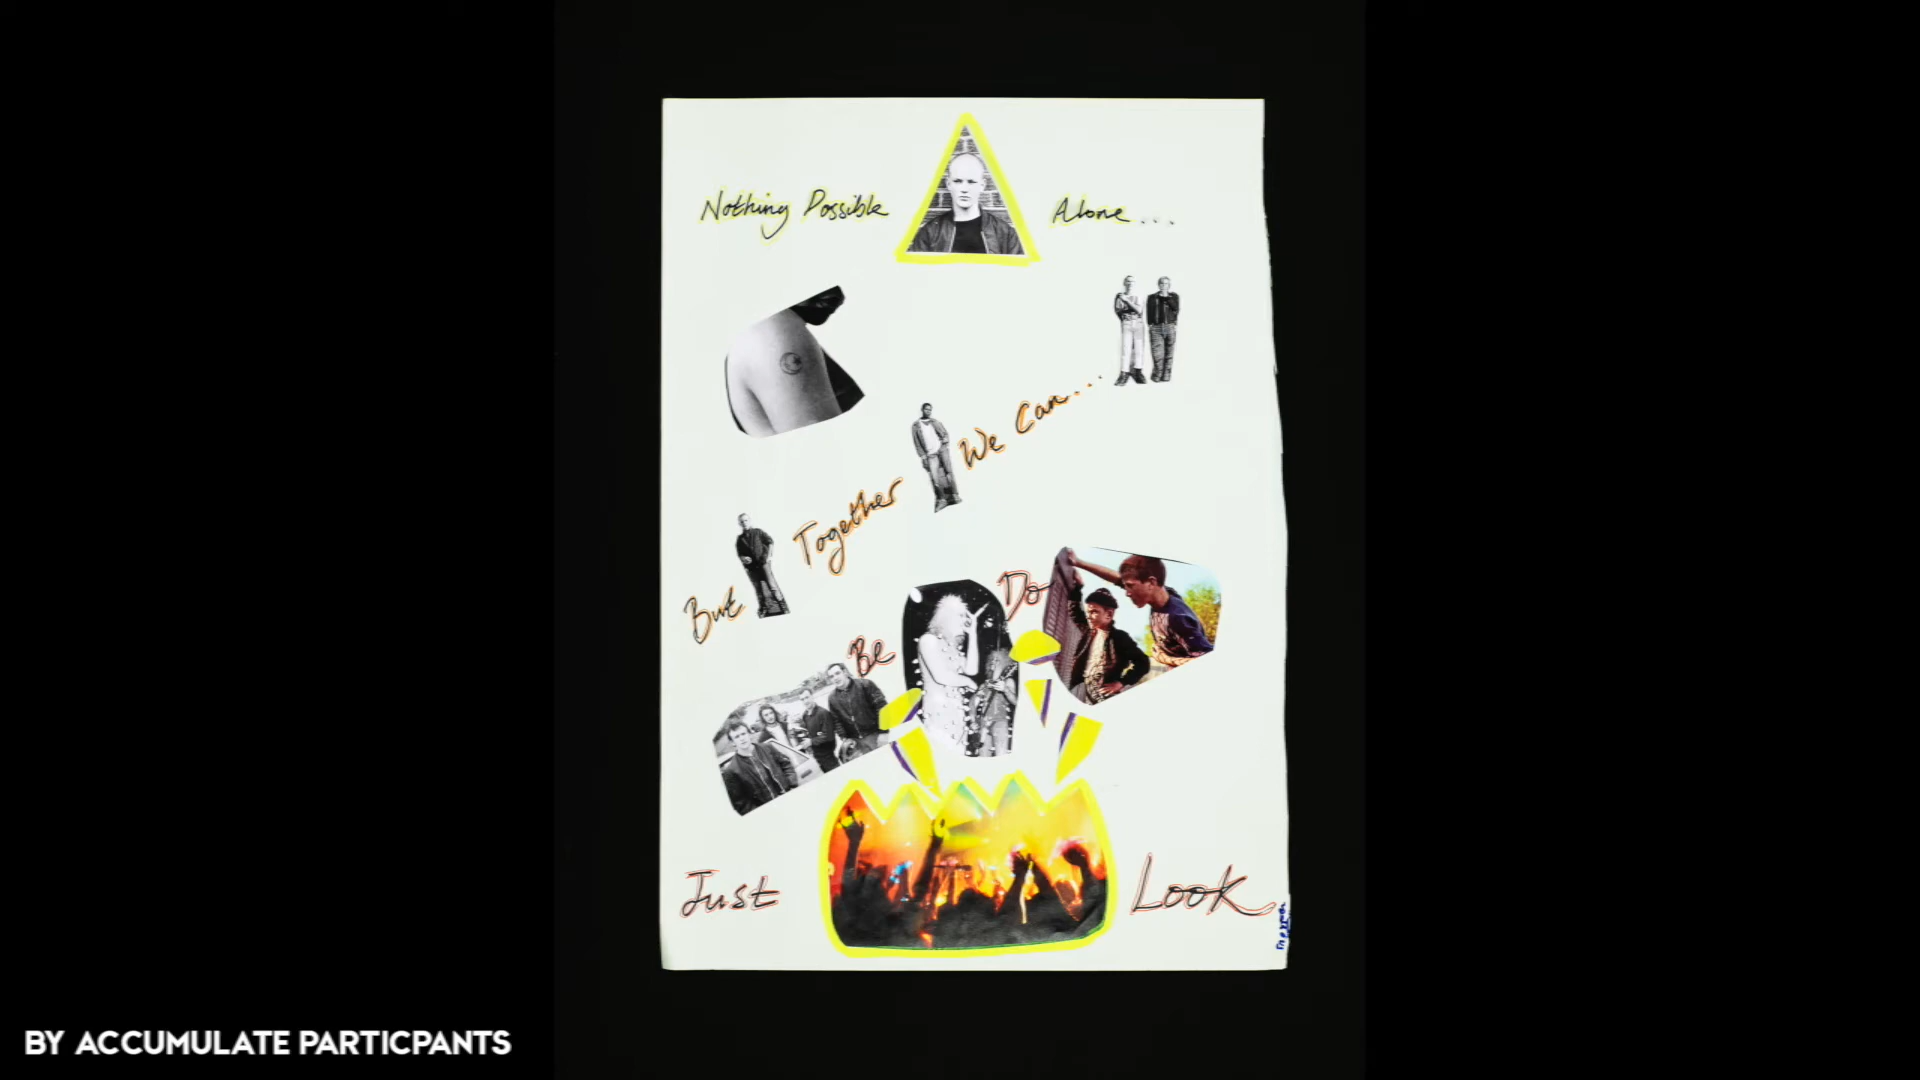 Nothing Possible Alone...
But Together We Can...
Be Do
Just Look
BY ACCUMULATE PARTICPANTS